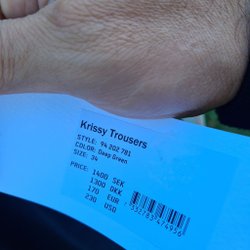 Krissy Trousers
STYLE: 94 202 781
COLOR: Deep Green
SIZE: 34
PRICE: 1400 SEK
1300 DKK
170 EUR
230 USD